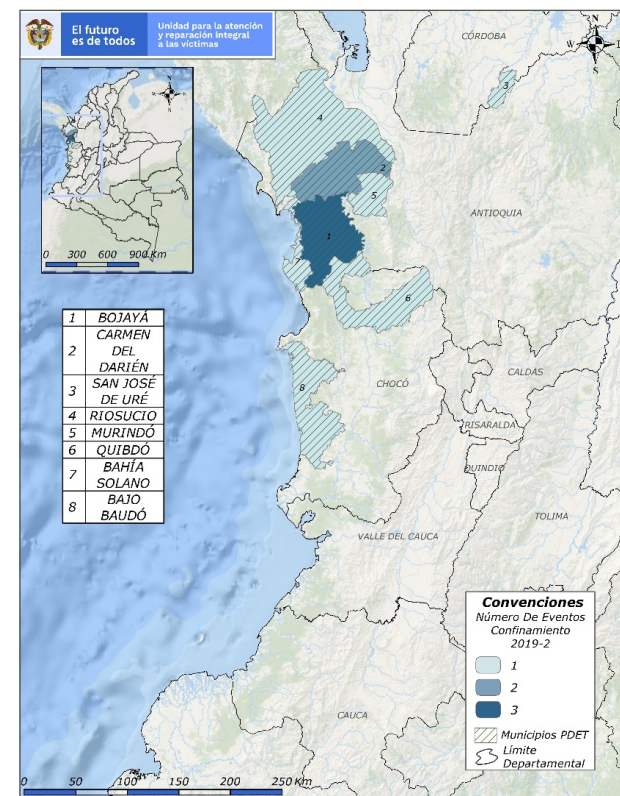 El futuro
es de todos
Unidad para la atención
y reparación integral
a las víctimas
N
W
E
S
CÓRDOBA
3
4
2
5
ANTIOQUIA
1
7
6
0 300 600 900 Km
1 BOJAYÁ
2 CARMEN
DEL
DARIÉN
3 SAN JOSÉ
DE URÉ
4 RIOSUCIO
5 MURINDÓ
6 QUIBDÓ
7 BAHÍA
SOLANO
8 BAJO
BAUDÓ
8
CHOCÓ
CALDAS
RISARALDA
QUINDIO
TOLIMA
VALLE DEL CAUCA
CAUCA
Convenciones
Número De Eventos
Confinamiento
2019-2
1
2
3
Municipios PDET
Límite
Departamental
0 50 100 150 200 250 Km